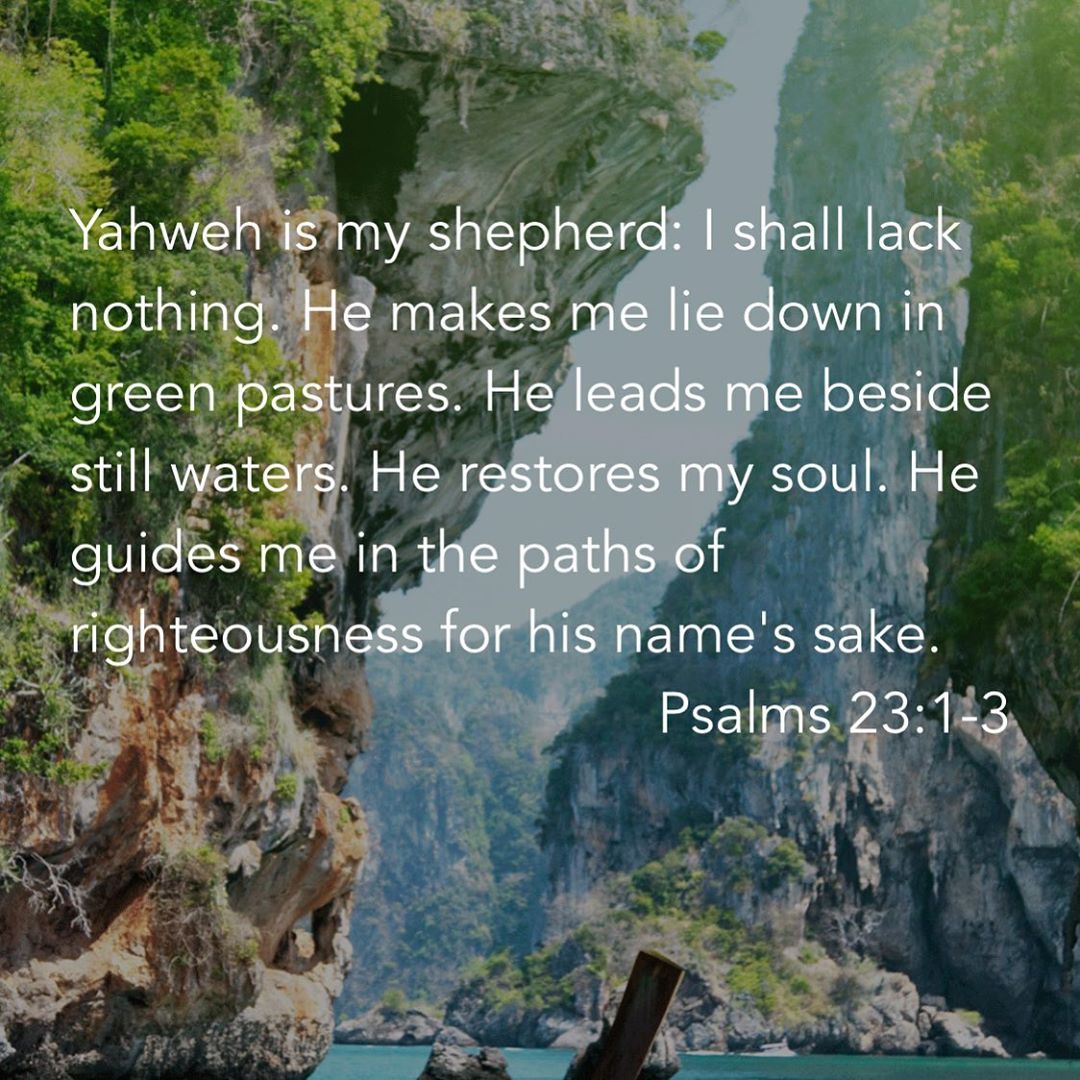 Yahweh is my shepherd: I shall lack
nothing. He makes me lie down in
green pastures. He leads me beside
still waters. He restores my soul. He
guides me in the paths of
righteousness for his name's sake.
Psalms 23:1-3